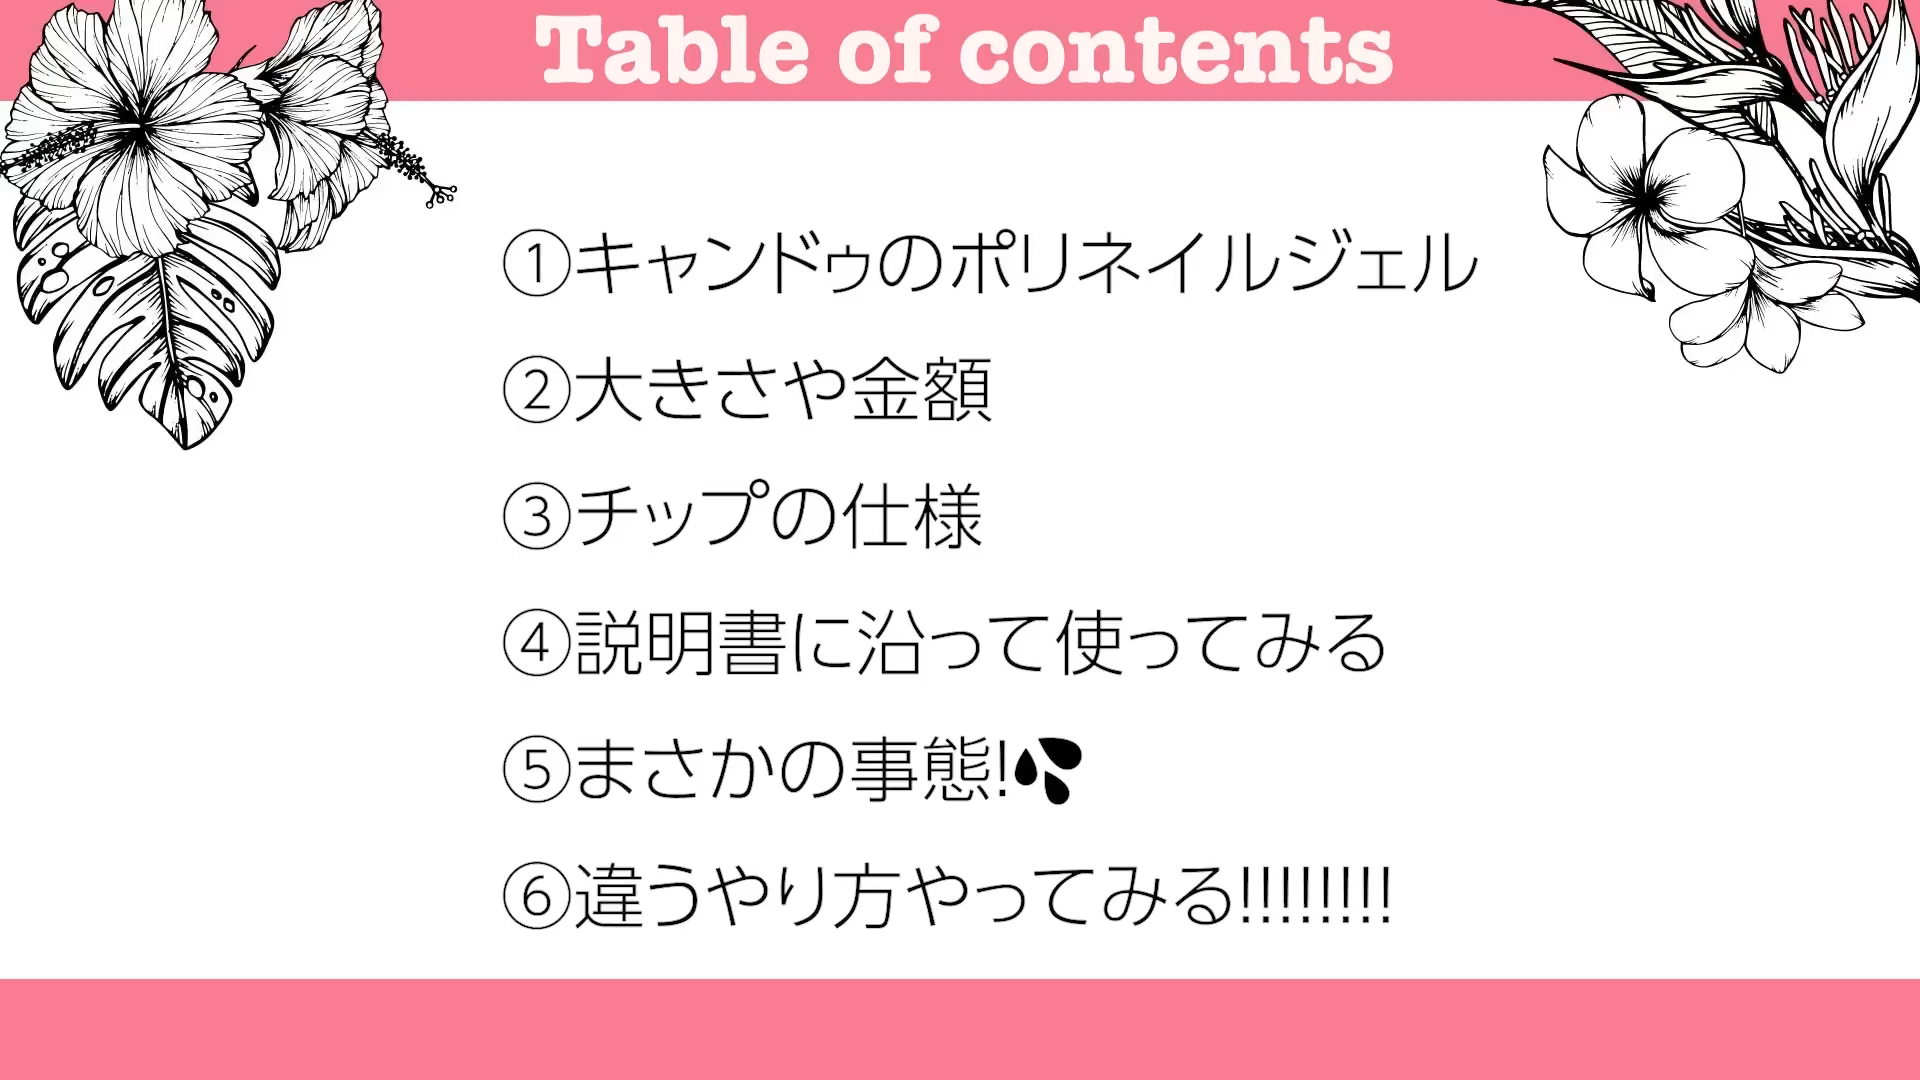 Table of contents
①キャンドゥのポリネイルジェル
②大きさや金額
③チップの仕様
④説明書に沿って使ってみる
⑤まさかの事態!💦
⑥違うやり方やってみる!!!!!!!!